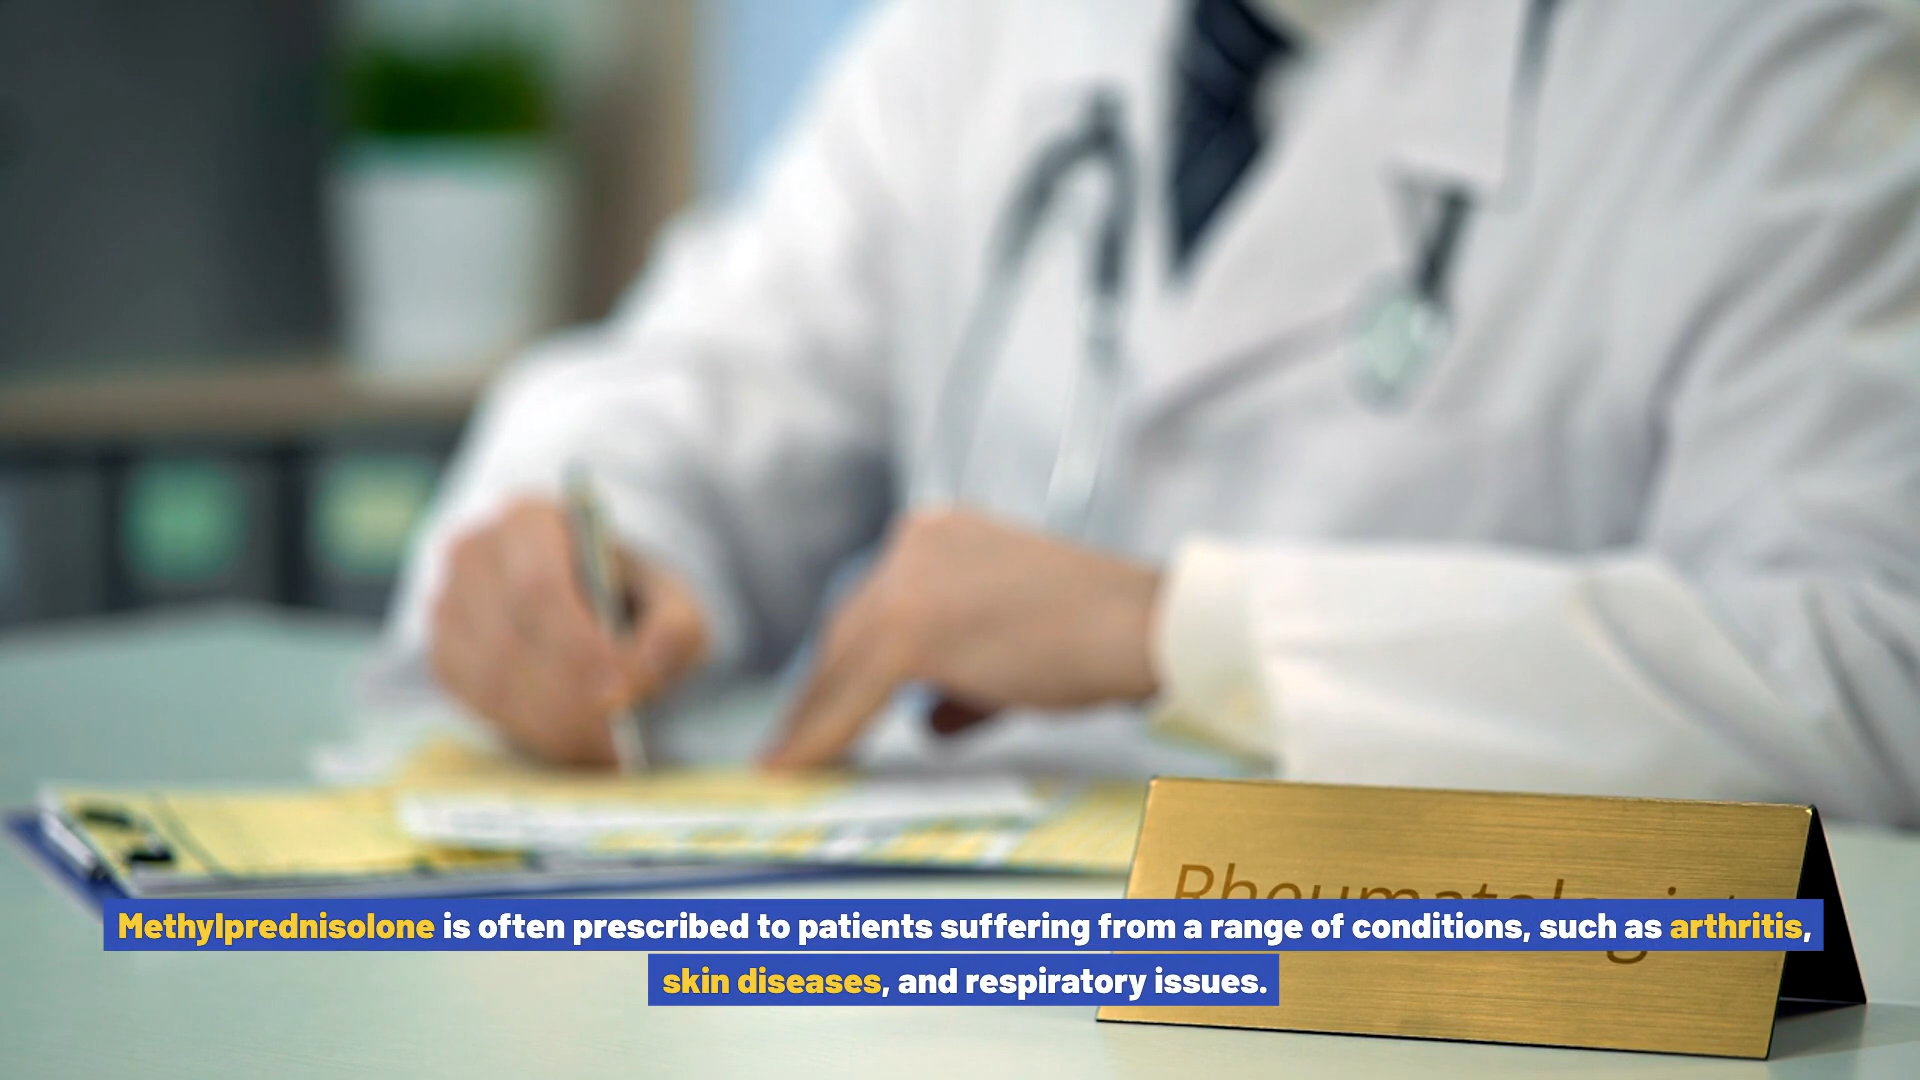 Rheumatologist
Methylprednisolone is often prescribed to patients suffering from a range of conditions, such as arthritis,
skin diseases, and respiratory issues.